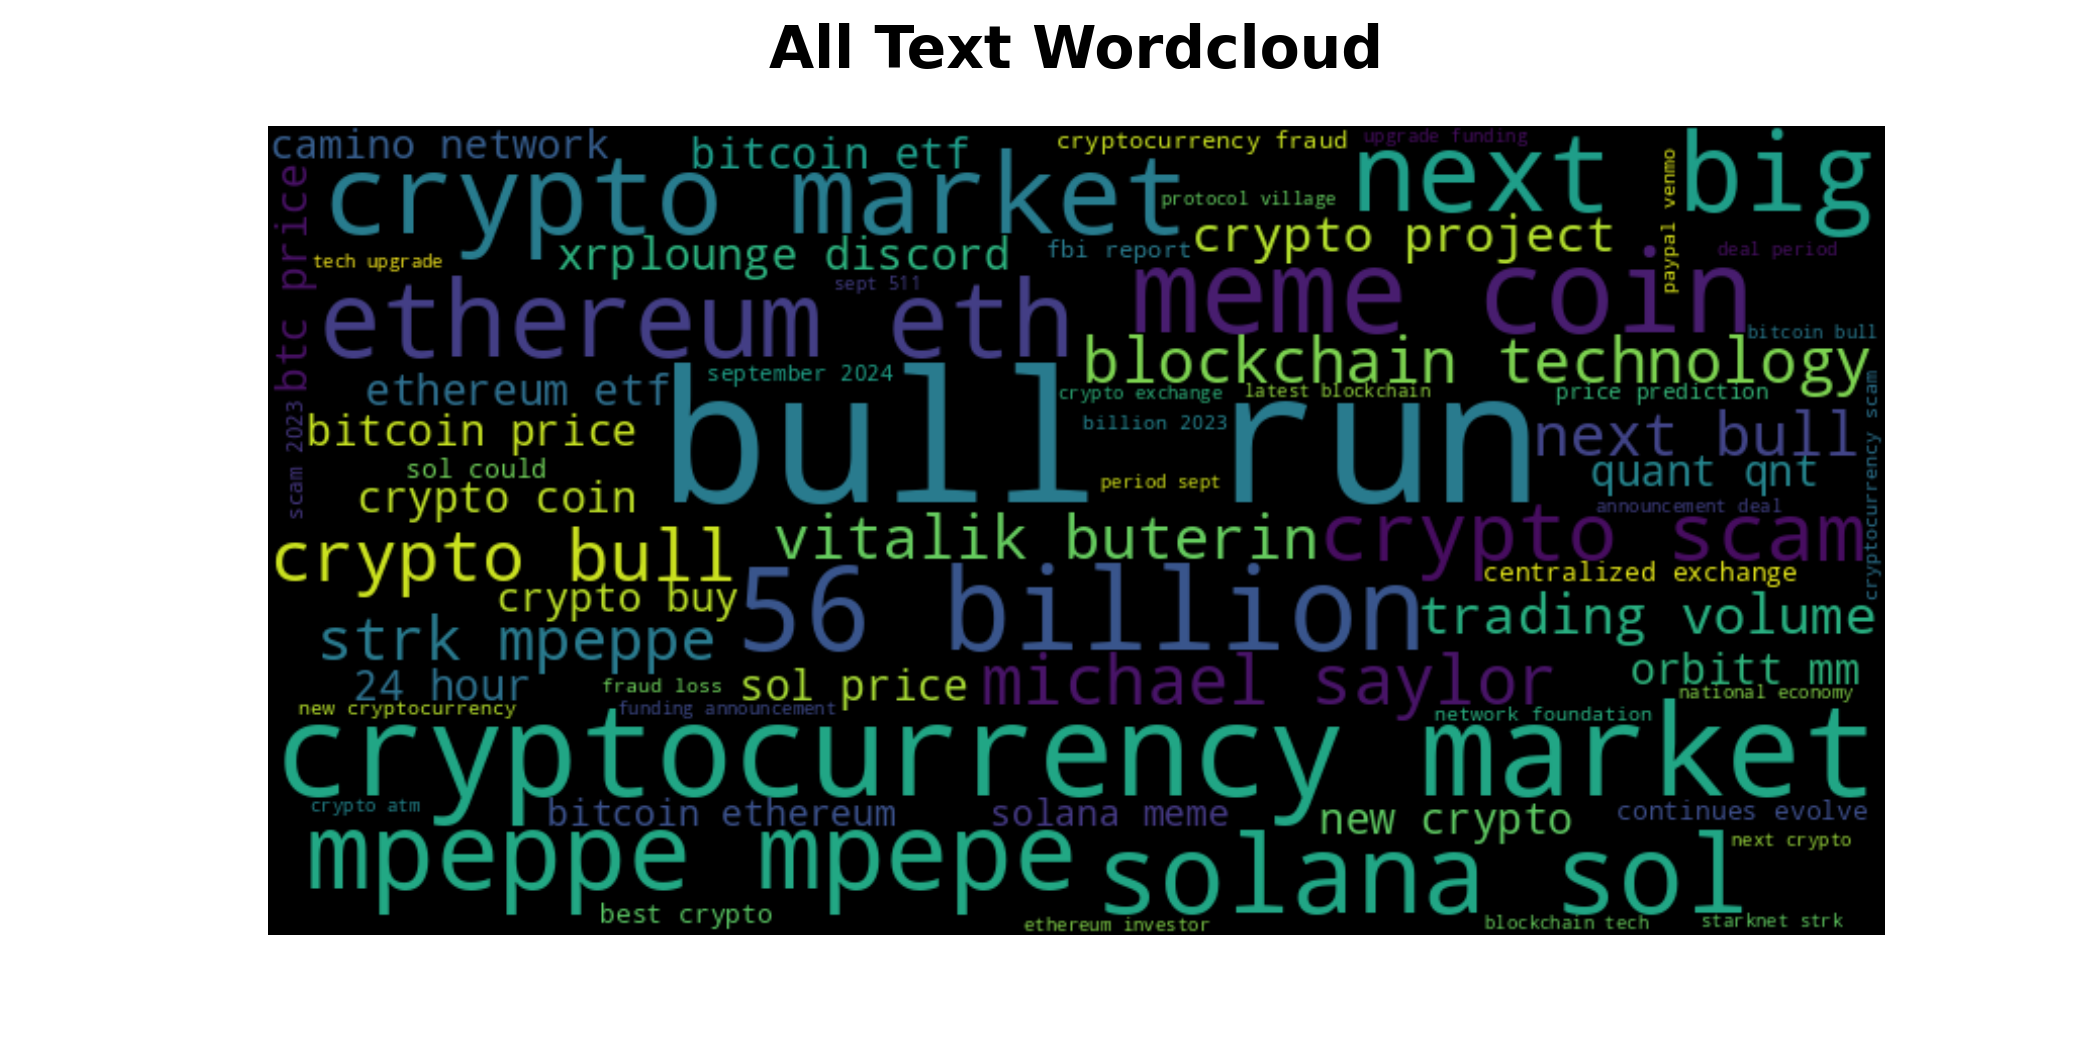 All Text Wordcloud
camino network
bitcoin etf
cryptocurrency fraud
upgrade funding
next big
crypto market
paypal venmo
btc price
protocol village
crypto project
xrplounge discord
fbi report
deal period
tech upgrade
meme coin
sept 511
ethereum eth
bitcoin bull
blockchain technology
september 2024
ethereum etf
crypto exchange
latest blockchain
price prediction
cryptocurrency scam
bull run
billion 2023
scam 2023
bitcoin price
next bull
sol could
quant qnt
period sept
crypto coin
announcement deal
vitalik buterin
crypto scam
crypto bull
centralized exchange
56 billion
crypto buy
trading volume
strk mpeppe
orbitt mm
24 hour
fraud loss
sol price
michael saylor
national economy
new cryptocurrency
funding announcement
network foundation
cryptocurrency market
crypto atm
bitcoin ethereum
solana meme
new crypto
continues evolve
next crypto
mpeppe mpepe
solana sol
best crypto
ethereum investor
blockchain tech
starknet strk